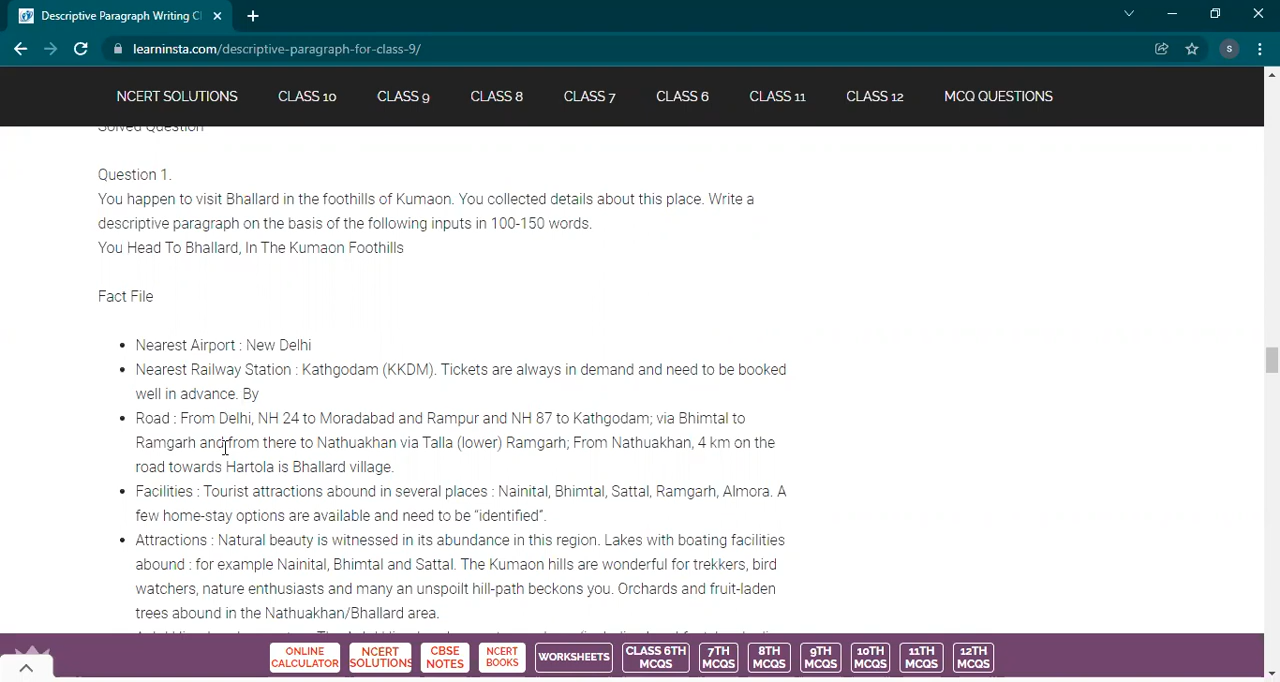 Descriptive Paragraph Writing Cl
learninsta.com/descriptive-paragraph-for-class-9/
S
NCERT SOLUTIONS CLASS 10 CLASS 9 CLASS 8 CLASS 7 CLASS 6 CLASS 11 CLASS 12 MCQ QUESTIONS
Solved Question
Question 1.
You happen to visit Bhallard in the foothills of Kumaon. You collected details about this place. Write a
descriptive paragraph on the basis of the following inputs in 100-150 words.
You Head To Bhallard, In The Kumaon Foothills
Fact File
• Nearest Airport : New Delhi
• Nearest Railway Station : Kathgodam (KKDM). Tickets are always in demand and need to be booked
well in advance. By
• Road : From Delhi, NH 24 to Moradabad and Rampur and NH 87 to Kathgodam; via Bhimtal to
Ramgarh and from there to Nathuakhan via Talla (lower) Ramgarh; From Nathuakhan, 4 km on the
road towards Hartola is Bhallard village.
• Facilities : Tourist attractions abound in several places : Nainital, Bhimtal, Sattal, Ramgarh, Almora. A
few home-stay options are available and need to be “identified”.
• Attractions : Natural beauty is witnessed in its abundance in this region. Lakes with boating facilities
abound : for example Nainital, Bhimtal and Sattal. The Kumaon hills are wonderful for trekkers, bird
watchers, nature enthusiasts and many an unspoilt hill-path beckons you. Orchards and fruit-laden
trees abound in the Nathuakhan/Bhallard area.
ONLINE CALCULATOR NCERT SOLUTIONS CBSE NOTES NCERT BOOKS WORKSHEETS CLASS 6TH MCQS 7TH MCQS 8TH MCQS 9TH MCQS 10TH MCQS 11TH MCQS 12TH MCQS